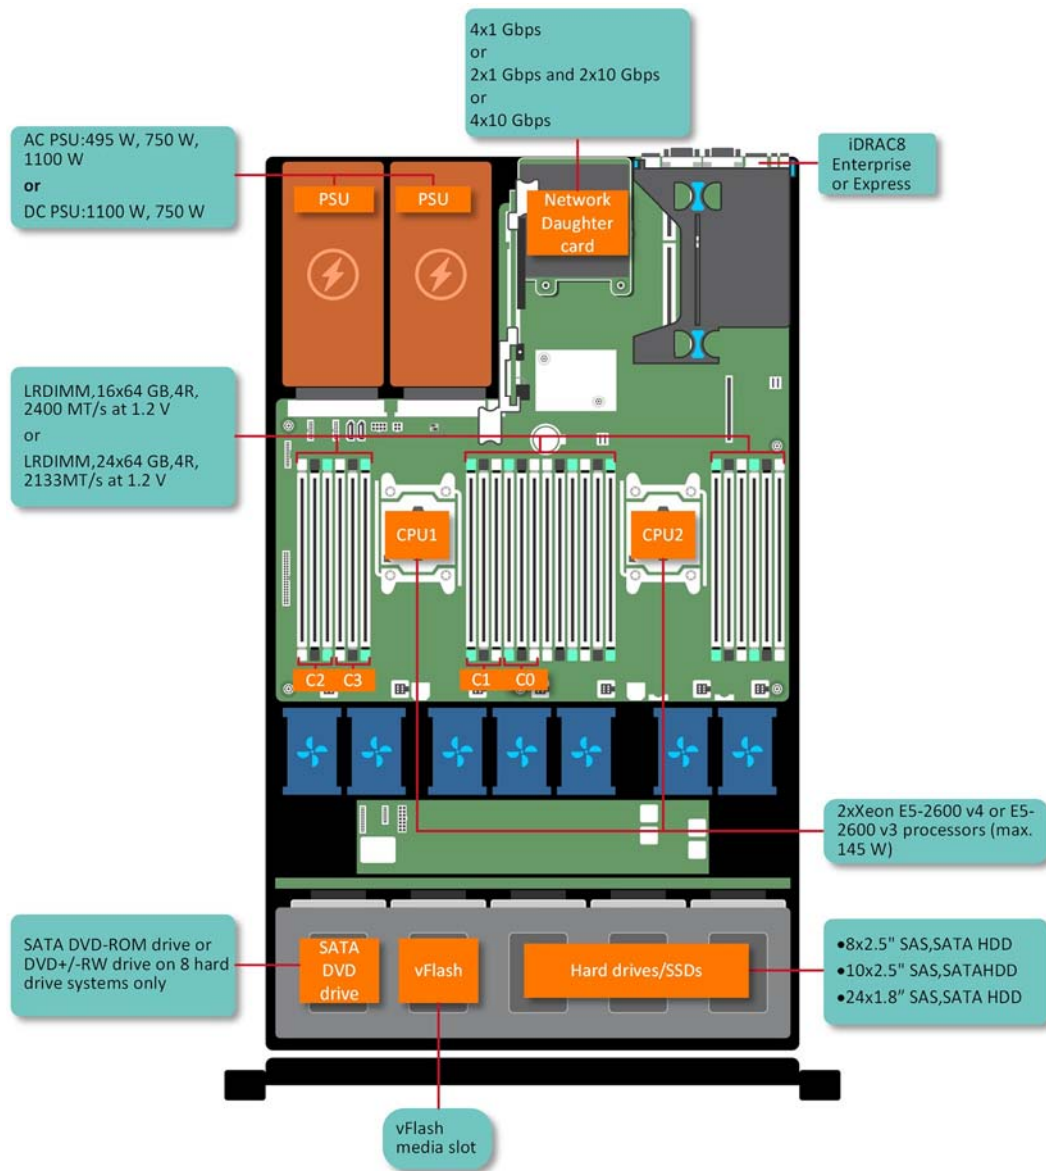 4x1 Gbps
or
2x1 Gbps and 2x10 Gbps
or
4x10 Gbps
AC PSU:495 W, 750 W,
1100 W
or
DC PSU:1100 W, 750 W
iDRAC8
Enterprise
or Express
PSU
PSU
Network
Daughter
card
LRDIMM,16x64 GB,4R,
2400 MT/s at 1.2 V
or
LRDIMM,24x64 GB,4R,
2133MT/s at 1.2 V
CPU1
CPU2
C2
C3
C1
C0
2xXeon E5-2600 v4 or E5-
2600 v3 processors (max.
145 W)
SATA DVD-ROM drive or
DVD+/-RW drive on 8 hard
drive systems only
SATA
DVD
drive
vFlash
Hard drives/SSDs
•8x2.5" SAS,SATA HDD
•10x2.5" SAS,SATAHDD
•24x1.8” SAS,SATA HDD
vFlash
media slot